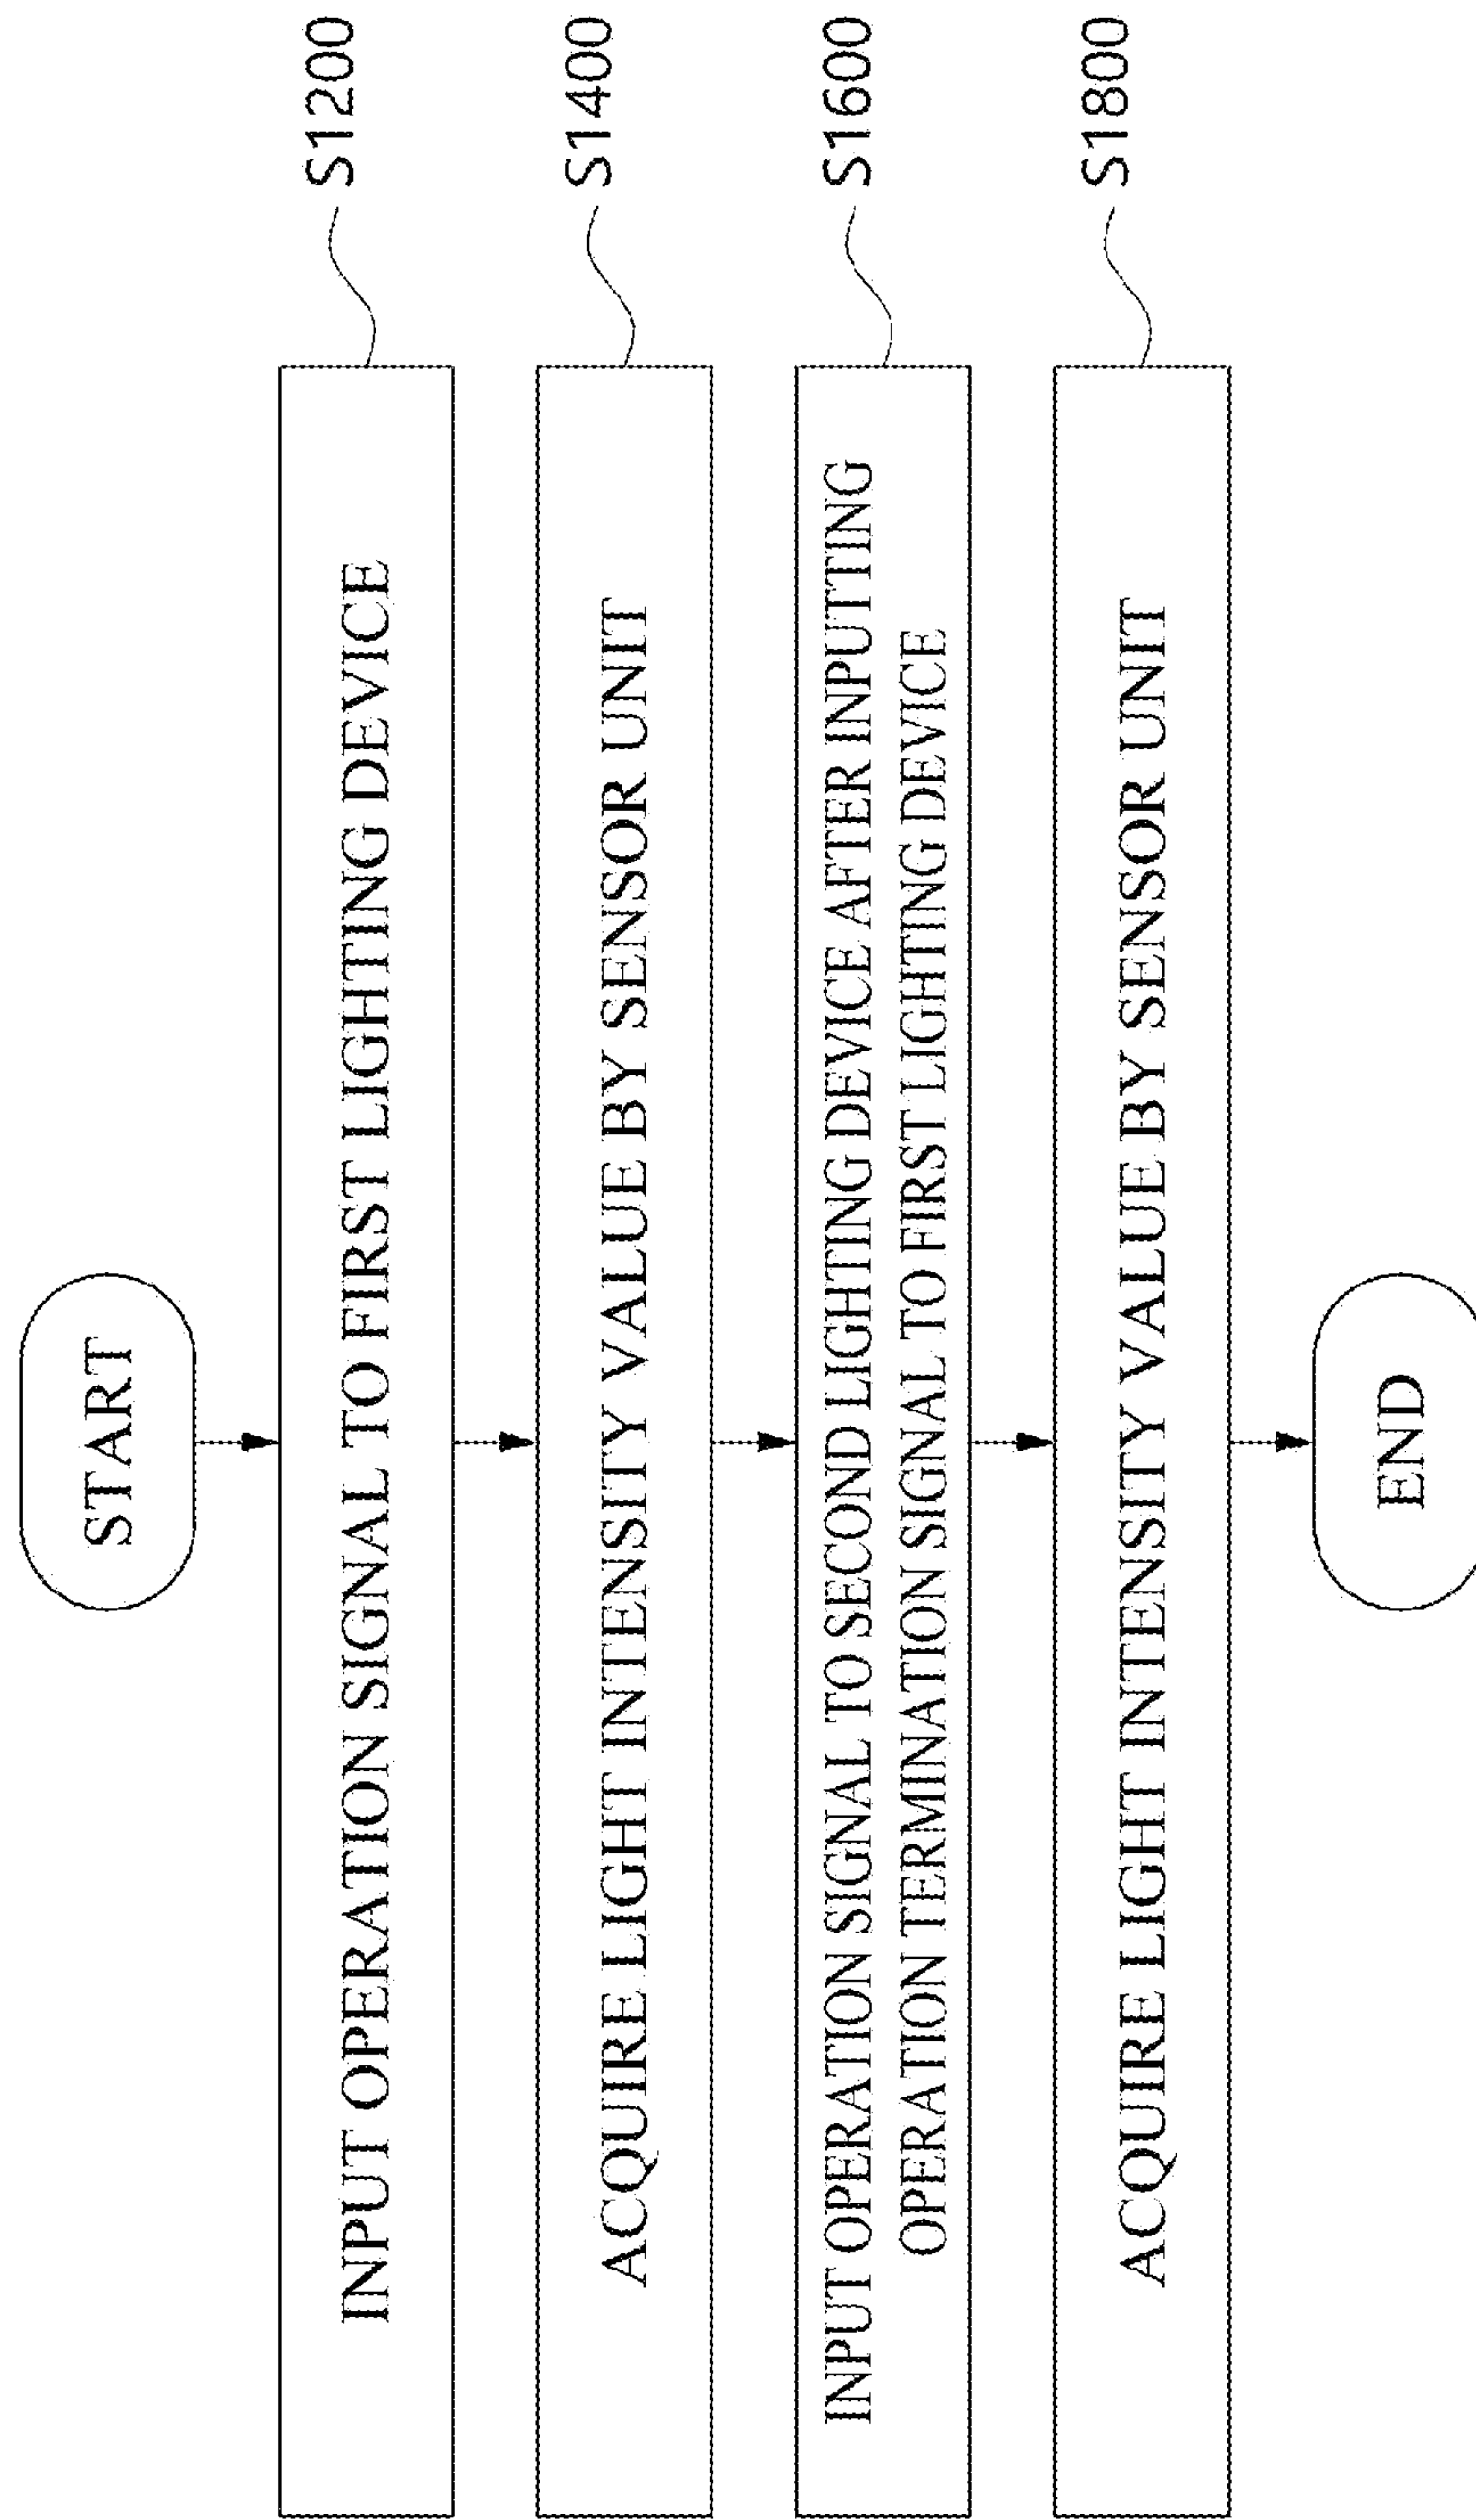 START
INPUT OPERATION SIGNAL TO FIRST LIGHTING DEVICE
S1200
ACQUIRE LIGHT INTENSITY VALUE BY SENSOR UNIT
S1400
INPUT OPERATION SIGNAL TO SECOND LIGHTING DEVICE AFTER INPUTTING
OPERATION TERMINATION SIGNAL TO FIRST LIGHTING DEVICE
S1600
ACQUIRE LIGHT INTENSITY VALUE BY SENSOR UNIT
S1800
END